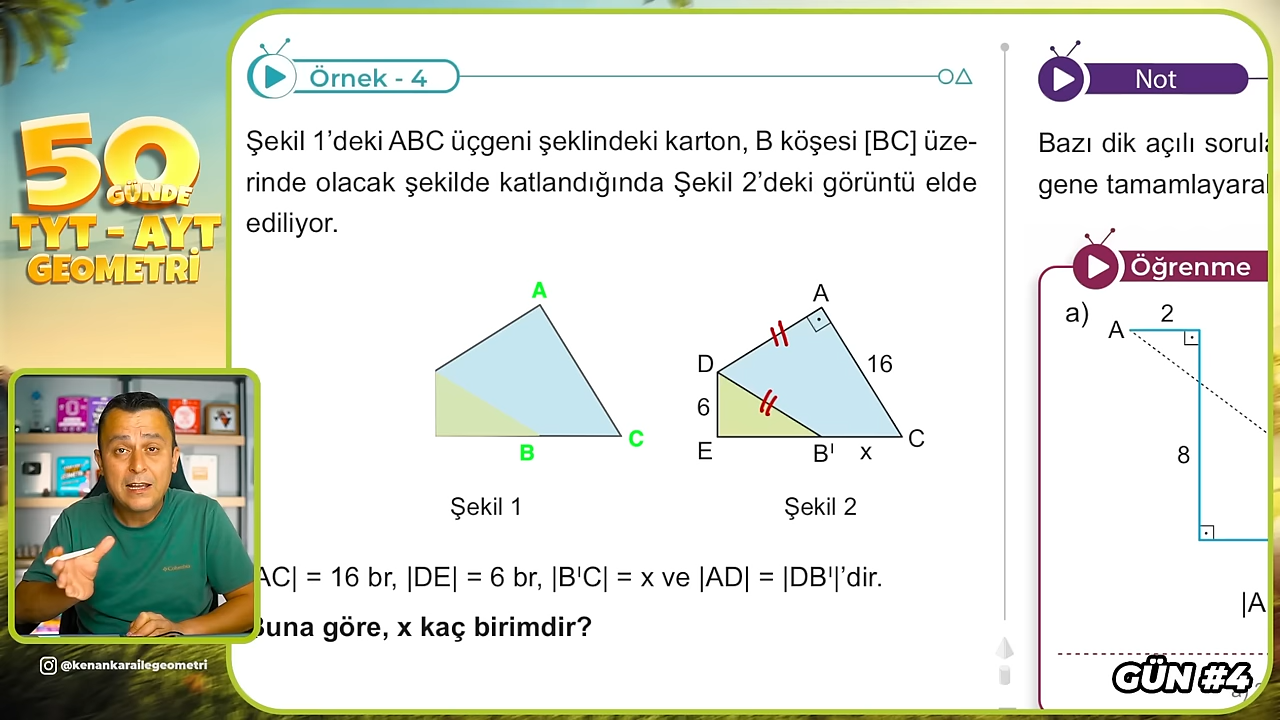 50
GÜNDE
TYT - AYT
GEOMETRİ
Örnek - 4
Şekil 1'deki ABC üçgeni şeklindeki karton, B köşesi [BC] üze-
rinde olacak şekilde katlandığında Şekil 2'deki görüntü elde
ediliyor.
A
B
C
Şekil 1
A
D
16
6
E
B'
x
C
Şekil 2
AC| = 16 br, |DE| = 6 br, |B'C| = x ve |AD| = |DB'|'dir.
Buna göre, x kaç birimdir?
Not
Bazı dik açılı sorula
gene tamamlayaral
Öğrenme
a)
A
2
8
|A
GÜN #4
@kenankarailegeometri